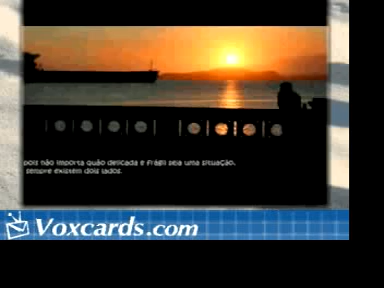 pois não importa quão delicada e frágil seja uma situação,
sempre existem dois lados.
Voxcards.com